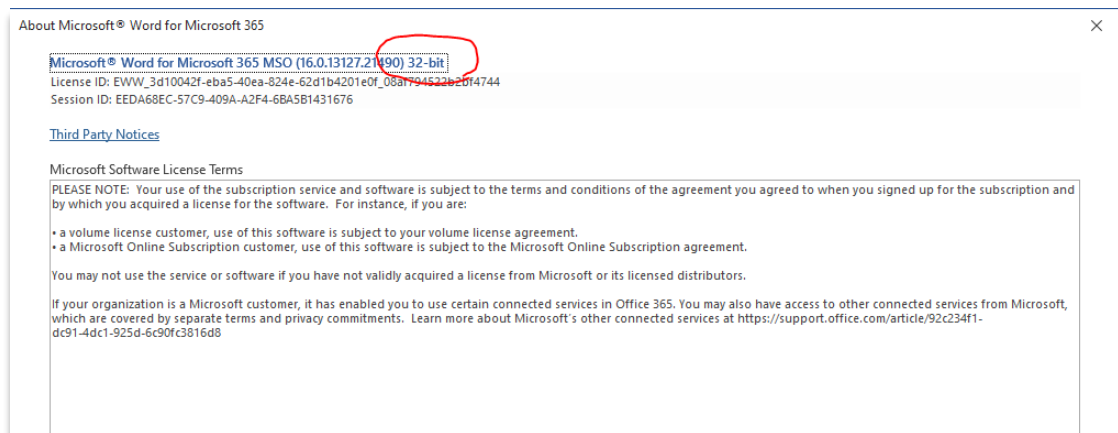 About Microsoft® Word for Microsoft 365
Microsoft® Word for Microsoft 365 MSO (16.0.13127.21490) 32-bit
License ID: EWW_3d10042f-eba5-40ea-824e-62d1b4201e0f_08af794522b2bf4744
Session ID: EEDA68EC-57C9-409A-A2F4-6BA5B1431676
Third Party Notices
Microsoft Software License Terms
PLEASE NOTE:  Your use of the subscription service and software is subject to the terms and conditions of the agreement you agreed to when you signed up for the subscription and
by which you acquired a license for the software.  For instance, if you are:
• a volume license customer, use of this software is subject to your volume license agreement.
• a Microsoft Online Subscription customer, use of this software is subject to the Microsoft Online Subscription agreement.
You may not use the service or software if you have not validly acquired a license from Microsoft or its licensed distributors.
If your organization is a Microsoft customer, it has enabled you to use certain connected services in Office 365. You may also have access to other connected services from Microsoft,
which are covered by separate terms and privacy commitments.  Learn more about Microsoft's other connected services at https://support.office.com/article/92c234f1-
dc91-4dc1-925d-6c90fc3816d8